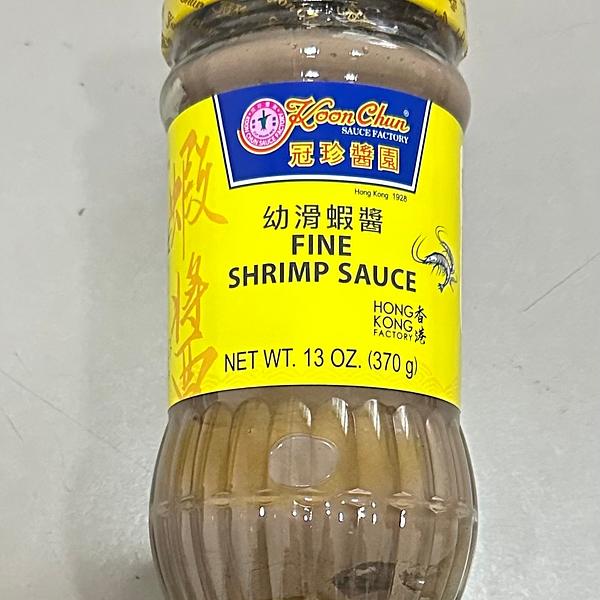 Koon Chun®
SAUCE FACTORY
冠珍醬園
Hong Kong 1928
幼滑蝦醬
FINE
SHRIMP SAUCE
蝦醬
HONG KONG 香港
FACTORY
NET WT. 13 OZ. (370 g)